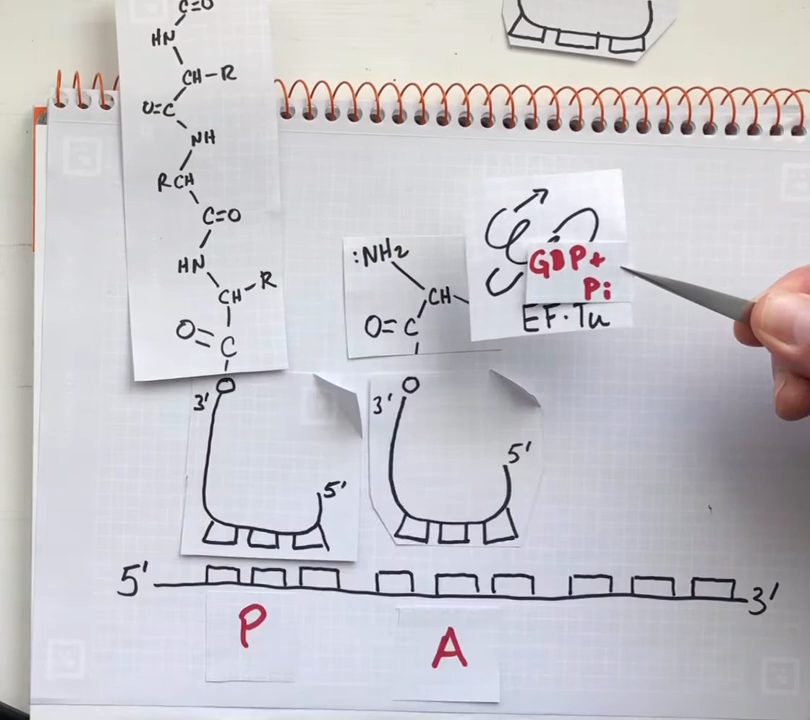 C=O
HN
CH-R
O=C
NH
RCH
C=O
HN
CH-R
O=C
O
3'
5'
:NH2
CH-
O=C
GDP+
Pi
EF-Tu
O
3'
5'
5'
3'
P
A